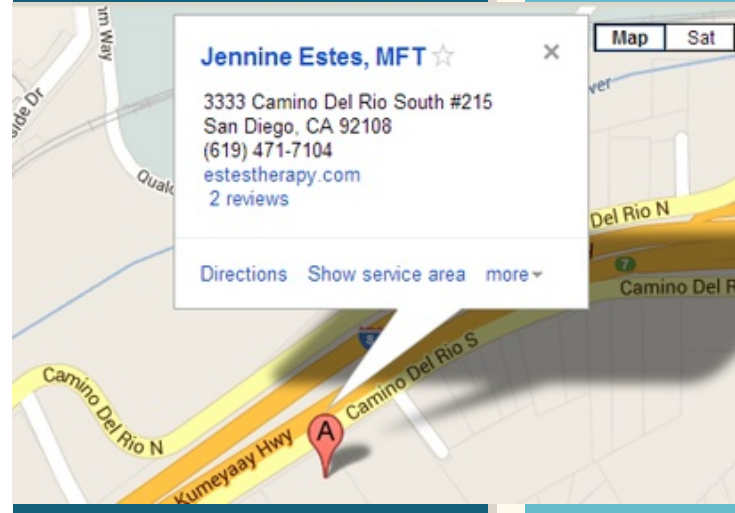 Jennine Estes, MFT
3333 Camino Del Rio South #215
San Diego, CA 92108
(619) 471-7104
estestherapy.com
2 reviews
Directions Show service area more
Map Sat
Del Rio N
7
Camino Del R
8
Camino Del Rio S
Camino Del Rio N
Kumeyaay Hwy
A